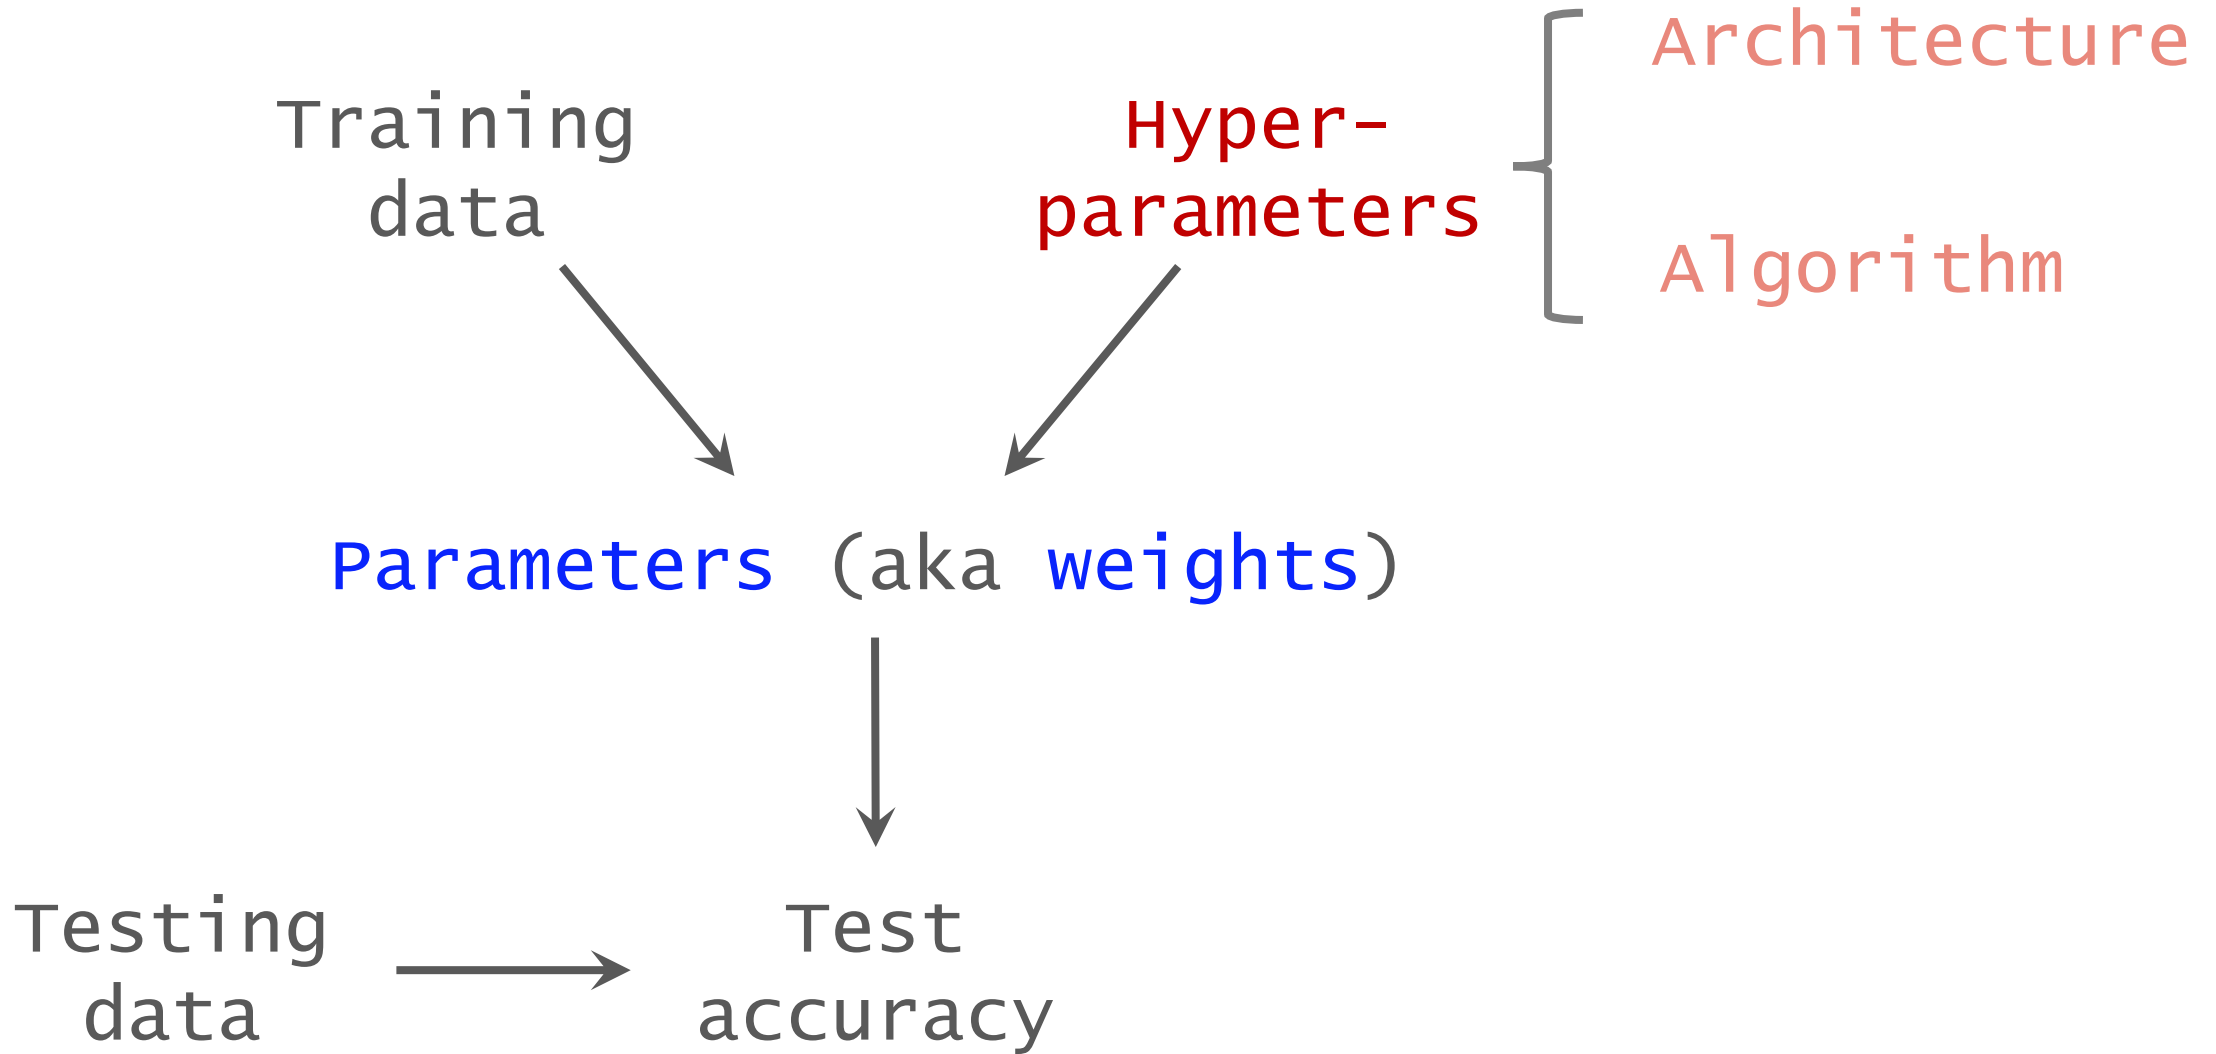 Architecture
Training
data
Hyper-
parameters
Algorithm
Parameters (aka weights)
Testing
data
Test
accuracy